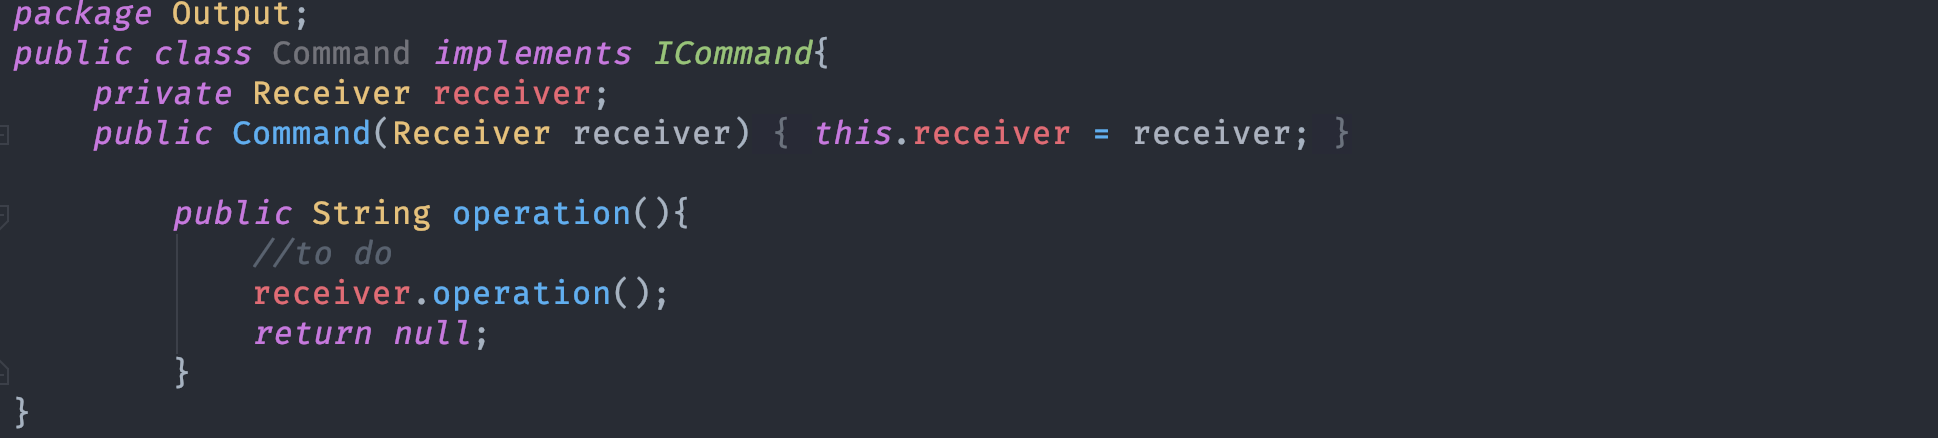 package Output;
public class Command implements ICommand{
    private Receiver receiver;
    public Command(Receiver receiver) { this.receiver = receiver; }

        public String operation(){
            //to do
            receiver.operation();
            return null;
        }
}